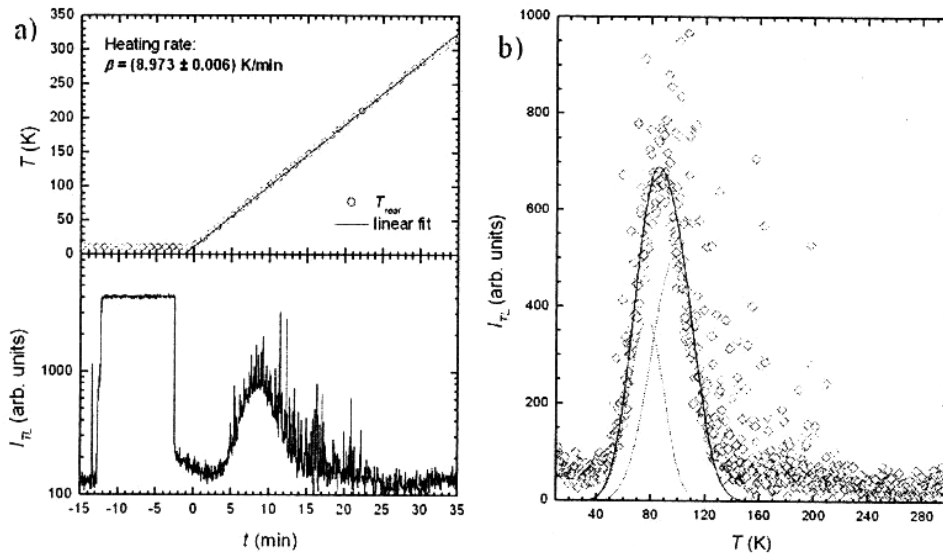 a)
Heating rate:
β = (8.973 ± 0.006) K/min
350
300
250
200
150
100
50
0
T (K)
T_real
linear fit
1000
100
I_TL (arb. units)
-15 -10 -5 0 5 10 15 20 25 30 35
t (min)
b)
1000
800
600
400
200
0
I_TL (arb. units)
40 80 120 160 200 240 280
T (K)